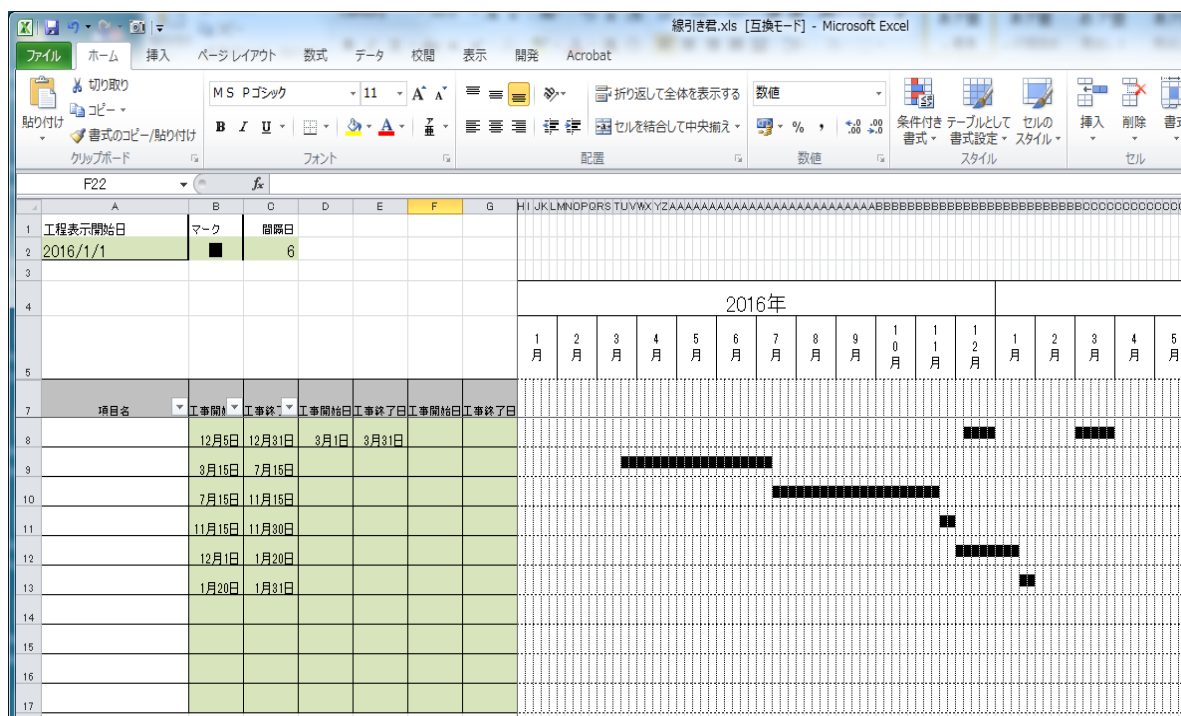 線引き君.xls [互換モード] - Microsoft Excel
ファイル ホーム 挿入 ページ レイアウト 数式 データ 校閲 表示 開発 Acrobat
切り取り
コピー
貼り付け
書式のコピー/貼り付け
クリップボード
MS Pゴシック 11
B I U
フォント
折り返して全体を表示する
セルを結合して中央揃え
配置
数値
数値
条件付き書式
テーブルとして書式設定
セルのスタイル
スタイル
挿入 削除
セル
F22 fx
A B C D E F G
1 工程表示開始日 マーク 間隔日
2 2016/1/1 ■ 6
3
4 2016年
5 1月 2月 3月 4月 5月 6月 7月 8月 9月 10月 11月 12月 1月 2月 3月 4月 5月
7 項目名 工事開始 工事終了 工事開始日 工事終了日 工事開始日 工事終了日
8 12月5日 12月31日 3月1日 3月31日
9 3月15日 7月15日
10 7月15日 11月15日
11 11月15日 11月30日
12 12月1日 1月20日
13 1月20日 1月31日
14
15
16
17